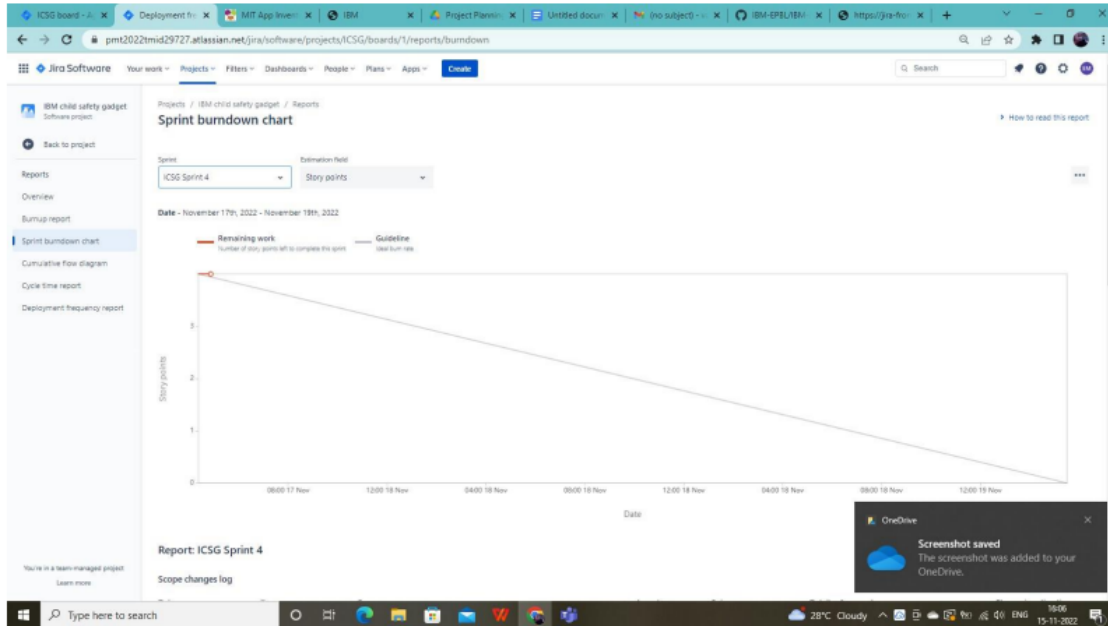 ICSG board - A
Deployment fre
MIT App Invent
IBM
Project Planning
Untitled docum
(no subject) -
IBM-EPBL/IBM-
https://jira-fron
pmt2022tmid29727.atlassian.net/jira/software/projects/ICSG/boards/1/reports/burndown
Jira Software Your work Projects Filters Dashboards People Plans Apps Create Search
IBM child safety gadget
Software project
Back to project
Reports
Overview
Burnup report
Sprint burndown chart
Cumulative flow diagram
Cycle time report
Deployment frequency report
You're in a team-managed project
Learn more
Projects / IBM child safety gadget / Reports
Sprint burndown chart
How to read this report
Sprint Estimation field
ICSG Sprint 4 Story points
Date - November 17th, 2022 - November 19th, 2022
Remaining work
Number of story points left to complete this sprint
Guideline
Ideal burn rate
3
2
1
0
Story points
06:00 17 Nov 12:00 18 Nov 04:00 18 Nov 06:00 18 Nov 12:00 18 Nov 04:00 18 Nov 08:00 18 Nov 12:00 19 Nov
Date
Report: ICSG Sprint 4
Scope changes log
OneDrive
Screenshot saved
The screenshot was added to your
OneDrive.
Type here to search
28°C Cloudy
ENG
16:06
15-11-2022